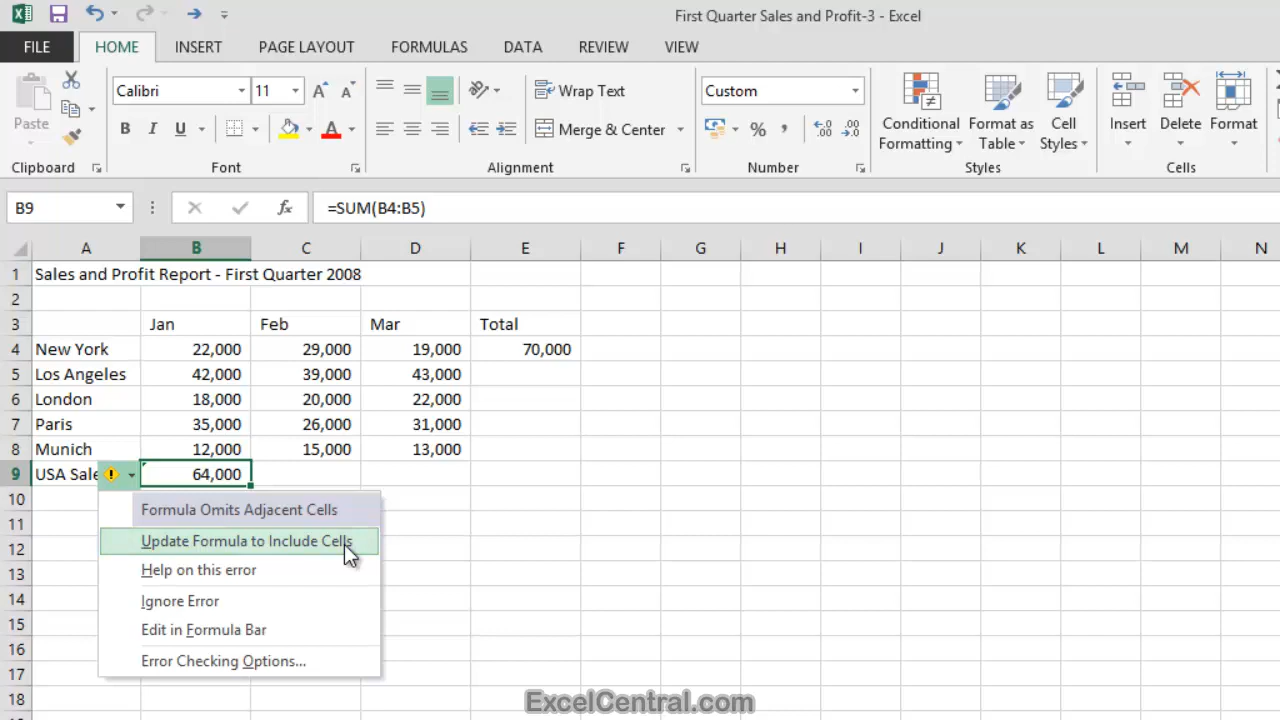 First Quarter Sales and Profit-3 - Excel
FILE HOME INSERT PAGE LAYOUT FORMULAS DATA REVIEW VIEW
Paste
Calibri 11
B I U A
Wrap Text
Merge & Center
Custom
% ,
Conditional Formatting
Format as Table
Cell Styles
Insert
Delete
Format
Clipboard Font Alignment Number Styles Cells
B9 fx =SUM(B4:B5)
A B C D E F G H I J K L M N
1 Sales and Profit Report - First Quarter 2008
2
3 Jan Feb Mar Total
4 New York 22,000 29,000 19,000 70,000
5 Los Angeles 42,000 39,000 43,000
6 London 18,000 20,000 22,000
7 Paris 35,000 26,000 31,000
8 Munich 12,000 15,000 13,000
9 USA Sale 64,000
10
Formula Omits Adjacent Cells
11
12 Update Formula to Include Cells
13 Help on this error
14 Ignore Error
15 Edit in Formula Bar
16
17 Error Checking Options...
18
ExcelCentral.com